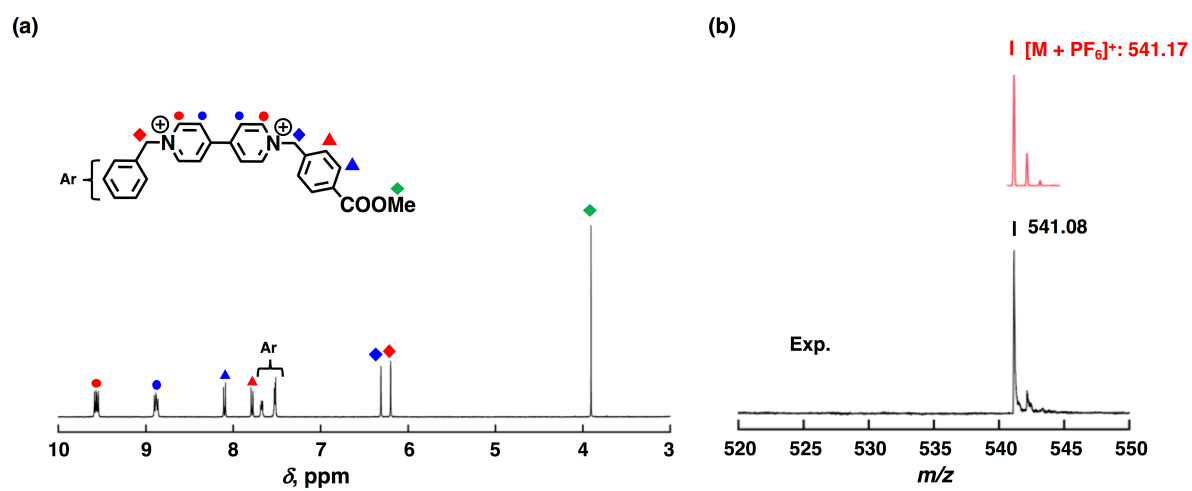 (a)
(b)
[M + PF6]+: 541.17
⊕ ⊕
N N
Ar
COOMe
541.08
Ar
Exp.
10 9 8 7 6 5 4 3
δ, ppm
520 525 530 535 540 545 550
m/z